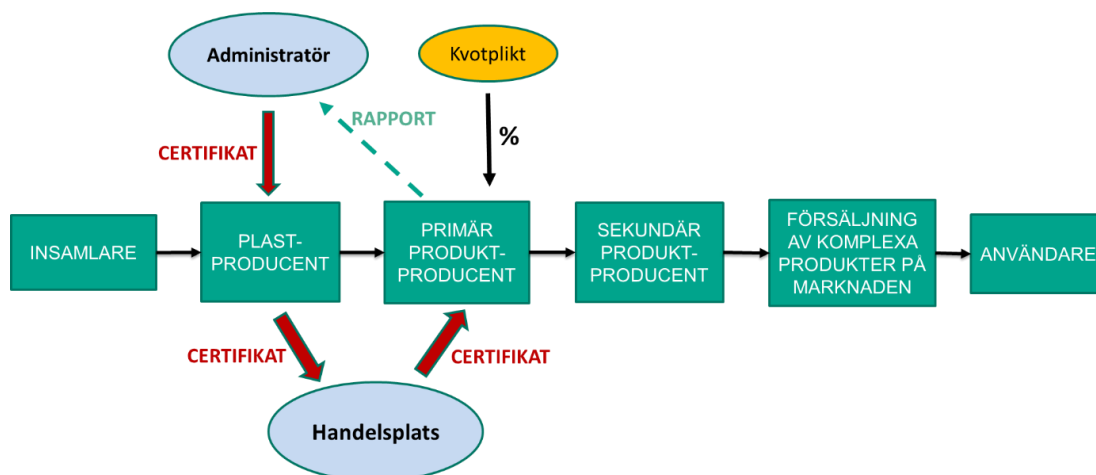 Administratör
Kvotplikt
RAPPORT
%
CERTIFIKAT
INSAMLARE
PLAST-
PRODUCENT
PRIMÄR
PRODUKT-
PRODUCENT
SEKUNDÄR
PRODUKT-
PRODUCENT
FÖRSÄLJNING
AV KOMPLEXA
PRODUKTER PÅ
MARKNADEN
ANVÄNDARE
CERTIFIKAT
CERTIFIKAT
Handelsplats